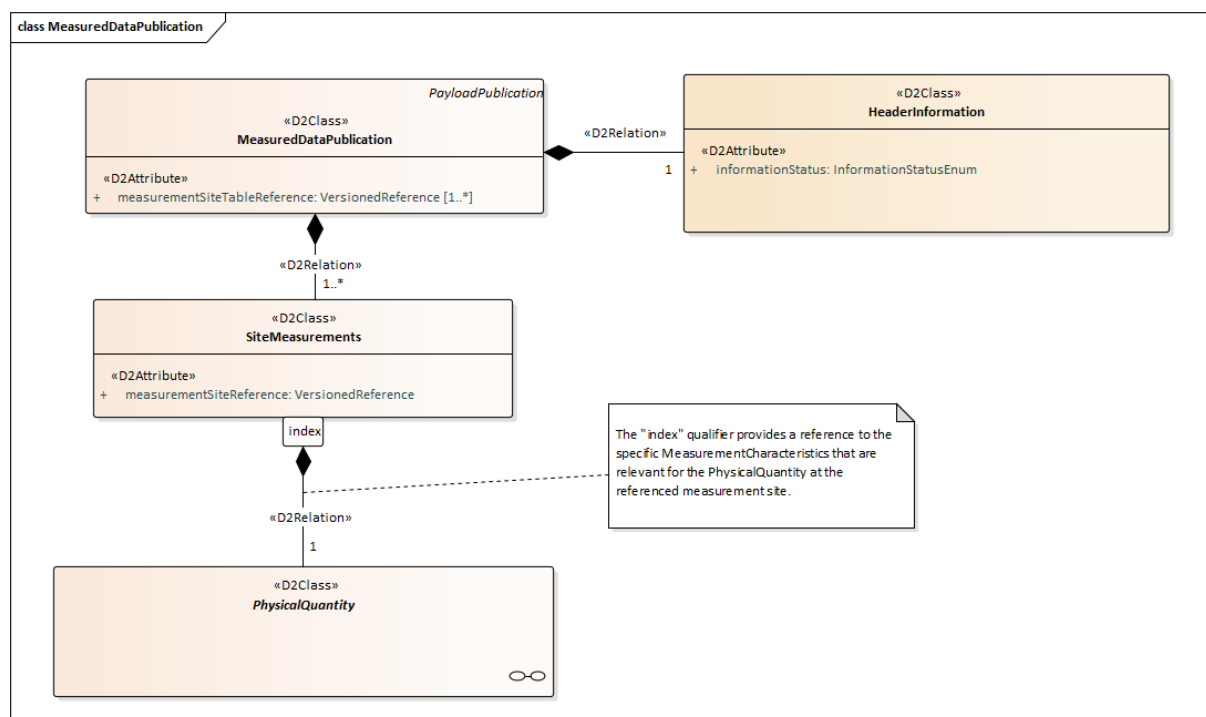 class MeasuredDataPublication
PayloadPublication
«D2Class»
MeasuredDataPublication
«D2Attribute»
+ measurementSiteTableReference: VersionedReference [1..*]
«D2Relation»
1
«D2Class»
HeaderInformation
«D2Attribute»
+ informationStatus: InformationStatusEnum
«D2Relation»
1..*
«D2Class»
SiteMeasurements
«D2Attribute»
+ measurementSiteReference: VersionedReference
index
The "index" qualifier provides a reference to the
specific MeasurementCharacteristics that are
relevant for the PhysicalQuantity at the
referenced measurement site.
«D2Relation»
1
«D2Class»
PhysicalQuantity